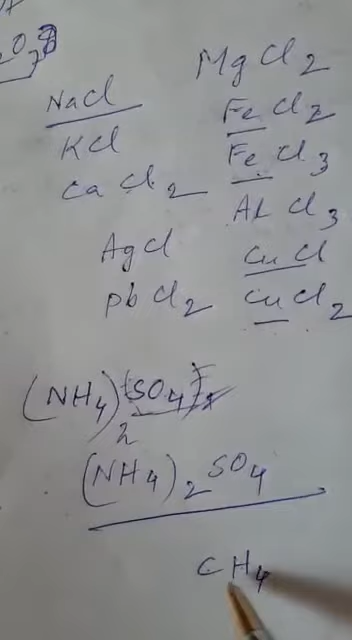 NaCl
KCl
CaCl2
AgCl
PbCl2
MgCl2
FeCl2
FeCl3
AlCl3
CuCl
CuCl2
(NH4)2(SO4)
(NH4)2SO4
CH4